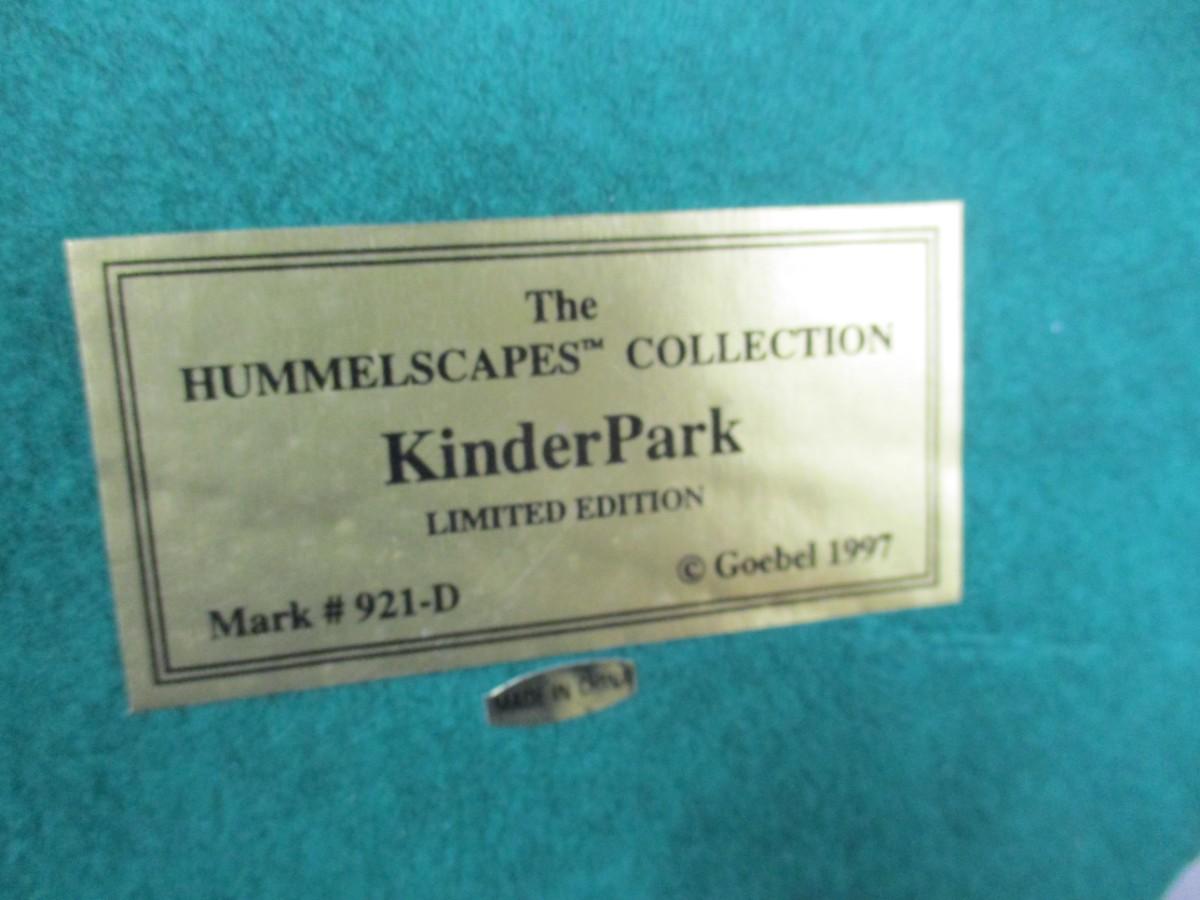 The
HUMMELSCAPES™ COLLECTION
KinderPark
LIMITED EDITION
© Goebel 1997
Mark # 921-D
MADE IN CHINA